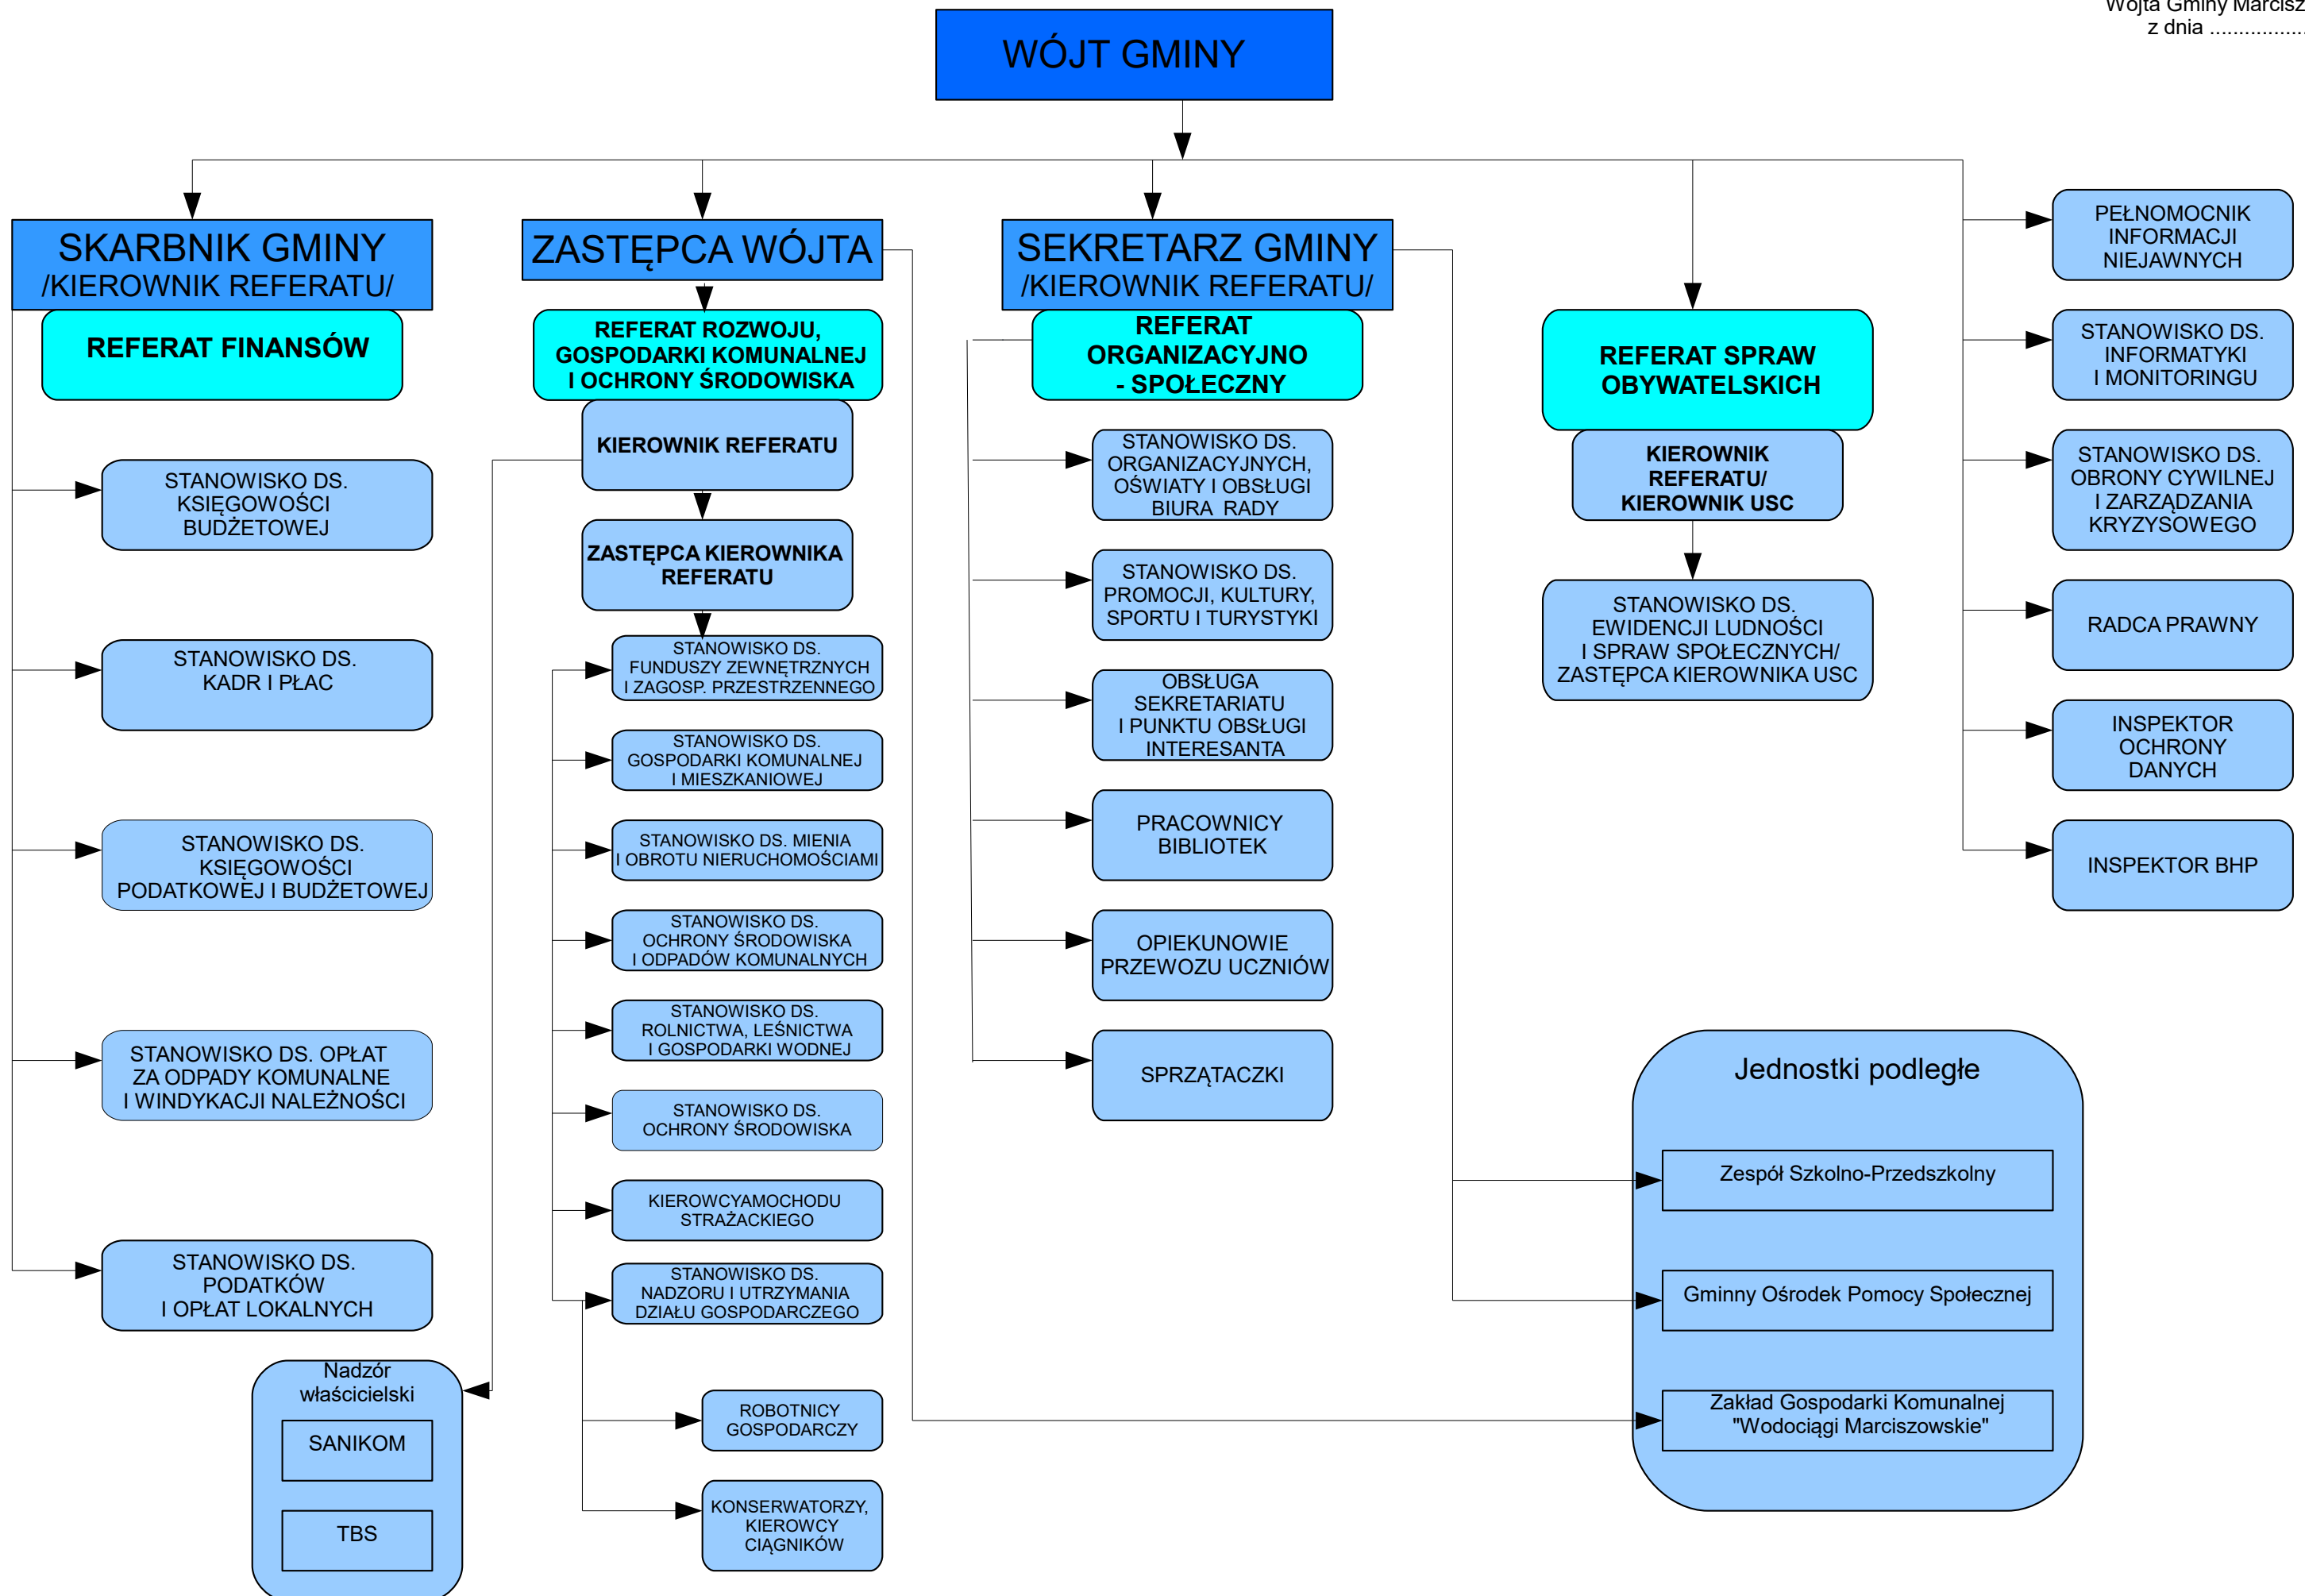 Wójta Gminy Marcisz
z dnia ................
WÓJT GMINY
SKARBNIK GMINY
/KIEROWNIK REFERATU/
REFERAT FINANSÓW
STANOWISKO DS.
KSIĘGOWOŚCI
BUDŻETOWEJ
STANOWISKO DS.
KADR I PŁAC
STANOWISKO DS.
KSIĘGOWOŚCI
PODATKOWEJ I BUDŻETOWEJ
STANOWISKO DS. OPŁAT
ZA ODPADY KOMUNALNE
I WINDYKACJI NALEŻNOŚCI
STANOWISKO DS.
PODATKÓW
I OPŁAT LOKALNYCH
Nadzór
właścicielski
SANIKOM
TBS
ZASTĘPCA WÓJTA
REFERAT ROZWOJU,
GOSPODARKI KOMUNALNEJ
I OCHRONY ŚRODOWISKA
KIEROWNIK REFERATU
ZASTĘPCA KIEROWNIKA
REFERATU
STANOWISKO DS.
FUNDUSZY ZEWNĘTRZNYCH
I ZAGOSP. PRZESTRZENNEGO
STANOWISKO DS.
GOSPODARKI KOMUNALNEJ
I MIESZKANIOWEJ
STANOWISKO DS. MIENIA
I OBROTU NIERUCHOMOŚCIAMI
STANOWISKO DS.
OCHRONY ŚRODOWISKA
I ODPADÓW KOMUNALNYCH
STANOWISKO DS.
ROLNICTWA, LEŚNICTWA
I GOSPODARKI WODNEJ
STANOWISKO DS.
OCHRONY ŚRODOWISKA
KIEROWCYAMOCHODU
STRAŻACKIEGO
STANOWISKO DS.
NADZORU I UTRZYMANIA
DZIAŁU GOSPODARCZEGO
ROBOTNICY
GOSPODARCZY
KONSERWATORZY,
KIEROWCY
CIĄGNIKÓW
SEKRETARZ GMINY
/KIEROWNIK REFERATU/
REFERAT
ORGANIZACYJNO
- SPOŁECZNY
STANOWISKO DS.
ORGANIZACYJNYCH,
OŚWIATY I OBSŁUGI
BIURA RADY
STANOWISKO DS.
PROMOCJI, KULTURY,
SPORTU I TURYSTYKI
OBSŁUGA
SEKRETARIATU
I PUNKTU OBSŁUGI
INTERESANTA
PRACOWNICY
BIBLIOTEK
OPIEKUNOWIE
PRZEWOZU UCZNIÓW
SPRZĄTACZKI
REFERAT SPRAW
OBYWATELSKICH
KIEROWNIK
REFERATU/
KIEROWNIK USC
STANOWISKO DS.
EWIDENCJI LUDNOŚCI
I SPRAW SPOŁECZNYCH/
ZASTĘPCA KIEROWNIKA USC
PEŁNOMOCNIK
INFORMACJI
NIEJAWNYCH
STANOWISKO DS.
INFORMATYKI
I MONITORINGU
STANOWISKO DS.
OBRONY CYWILNEJ
I ZARZĄDZANIA
KRYZYSOWEGO
RADCA PRAWNY
INSPEKTOR
OCHRONY
DANYCH
INSPEKTOR BHP
Jednostki podległe
Zespół Szkolno-Przedszkolny
Gminny Ośrodek Pomocy Społecznej
Zakład Gospodarki Komunalnej
"Wodociągi Marciszowskie"